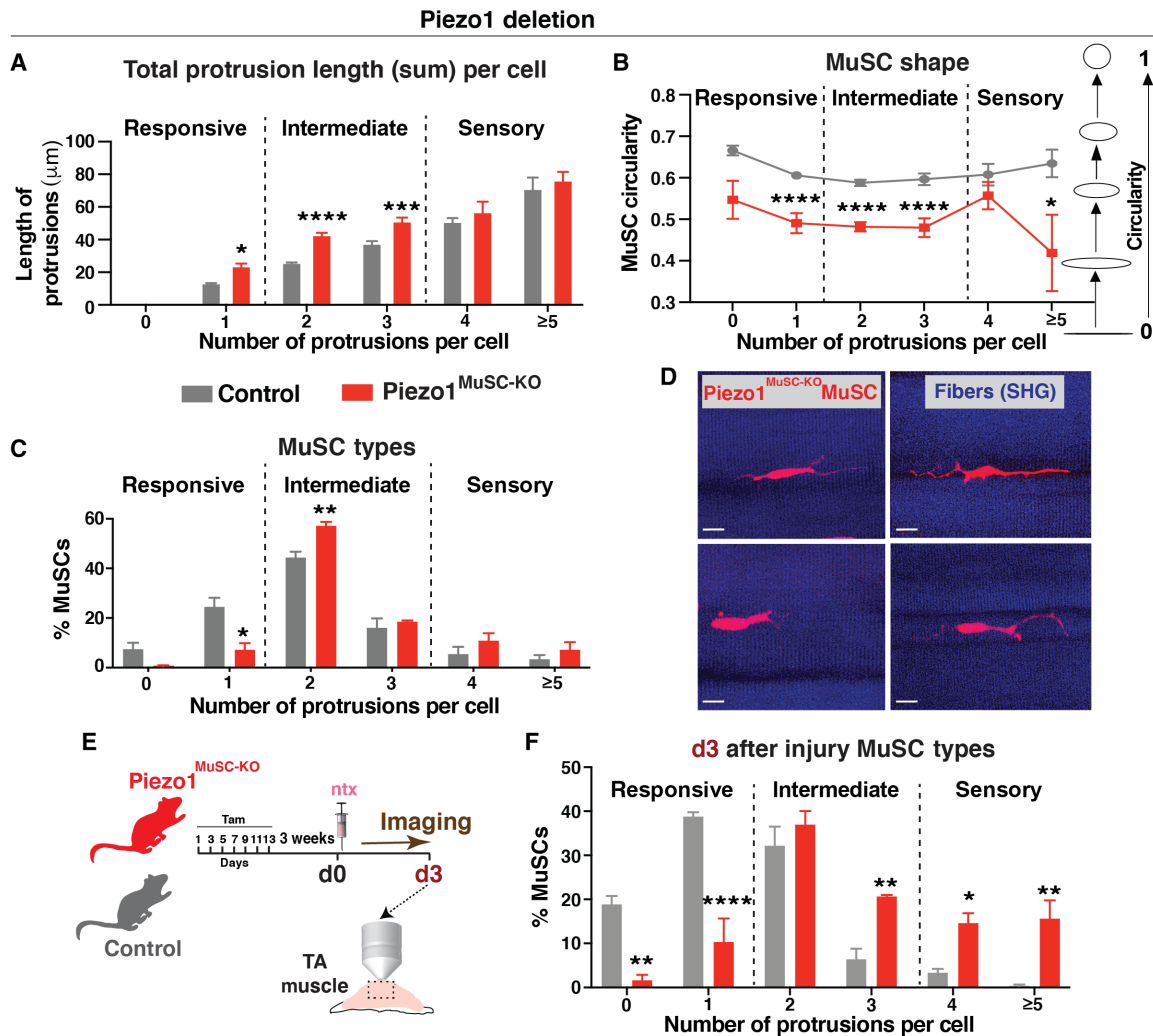 Piezo1 deletion
A
Total protrusion length (sum) per cell
Responsive
Intermediate
Sensory
Length of
protrusions (μm)
100
80
60
40
20
0
*
****
***
0
1
2
3
4
≥5
Number of protrusions per cell
Control
Piezo1MuSC-KO
B
MuSC shape
Responsive
Intermediate
Sensory
MuSC circularity
0.8
0.7
0.6
0.5
0.4
0.3
****
****
****
*
0
1
2
3
4
≥5
Number of protrusions per cell
1
Circularity
0
C
MuSC types
Responsive
Intermediate
Sensory
% MuSCs
60
40
20
0
*
**
0
1
2
3
4
≥5
Number of protrusions per cell
D
Piezo1MuSC-KO MuSC
Fibers (SHG)
E
Piezo1MuSC-KO
Control
Tam
1 3 5 7 9 11 13
Days
3 weeks
ntx
Imaging
d0
d3
TA
muscle
F
d3 after injury MuSC types
Responsive
Intermediate
Sensory
% MuSCs
50
40
30
20
10
0
**
****
**
*
**
0
1
2
3
4
≥5
Number of protrusions per cell